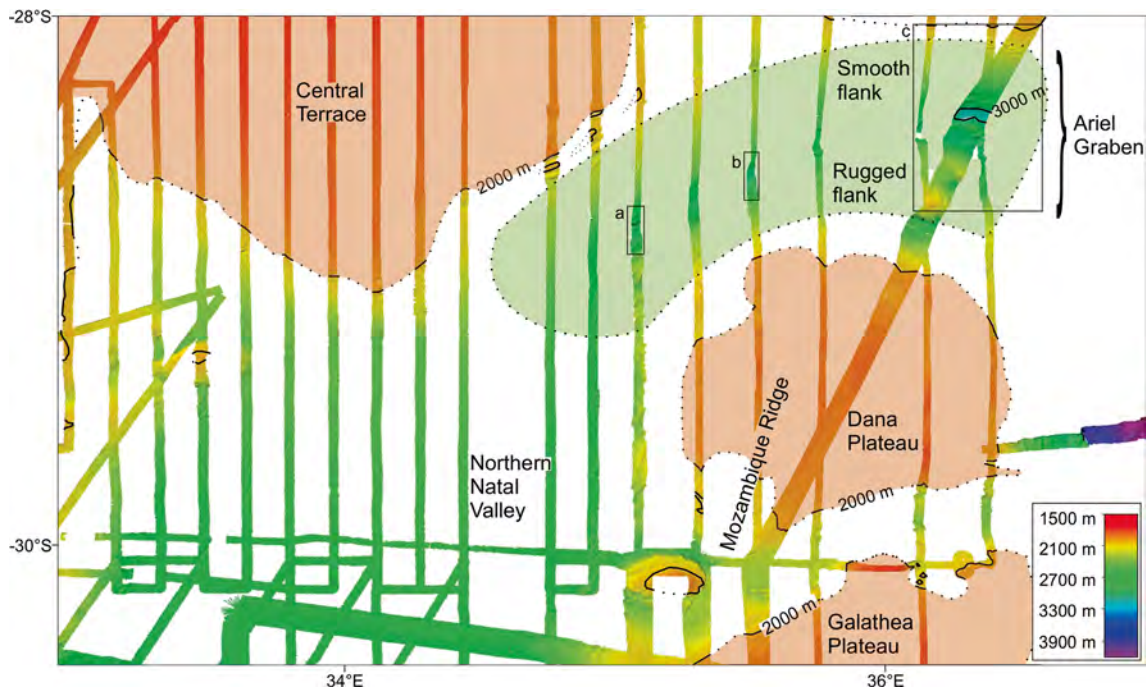 -28°S
c
Smooth
flank
Central
Terrace
3000 m
Ariel
Graben
?
b
Rugged
flank
2000 m
a
Mozambique Ridge
Dana
Plateau
Northern
Natal
Valley
2000 m
-30°S
1500 m
2100 m
2700 m
3300 m
3900 m
2000 m
Galathea
Plateau
34°E
36°E